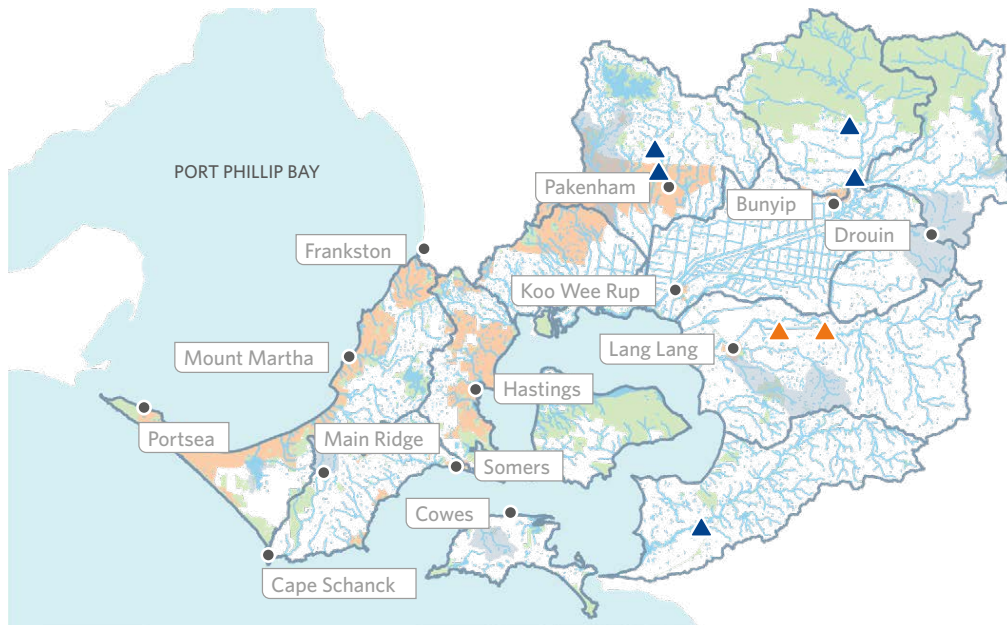 PORT PHILLIP BAY
Pakenham
Bunyip
Drouin
Frankston
Koo Wee Rup
Lang Lang
Mount Martha
Hastings
Portsea
Main Ridge
Somers
Cowes
Cape Schanck